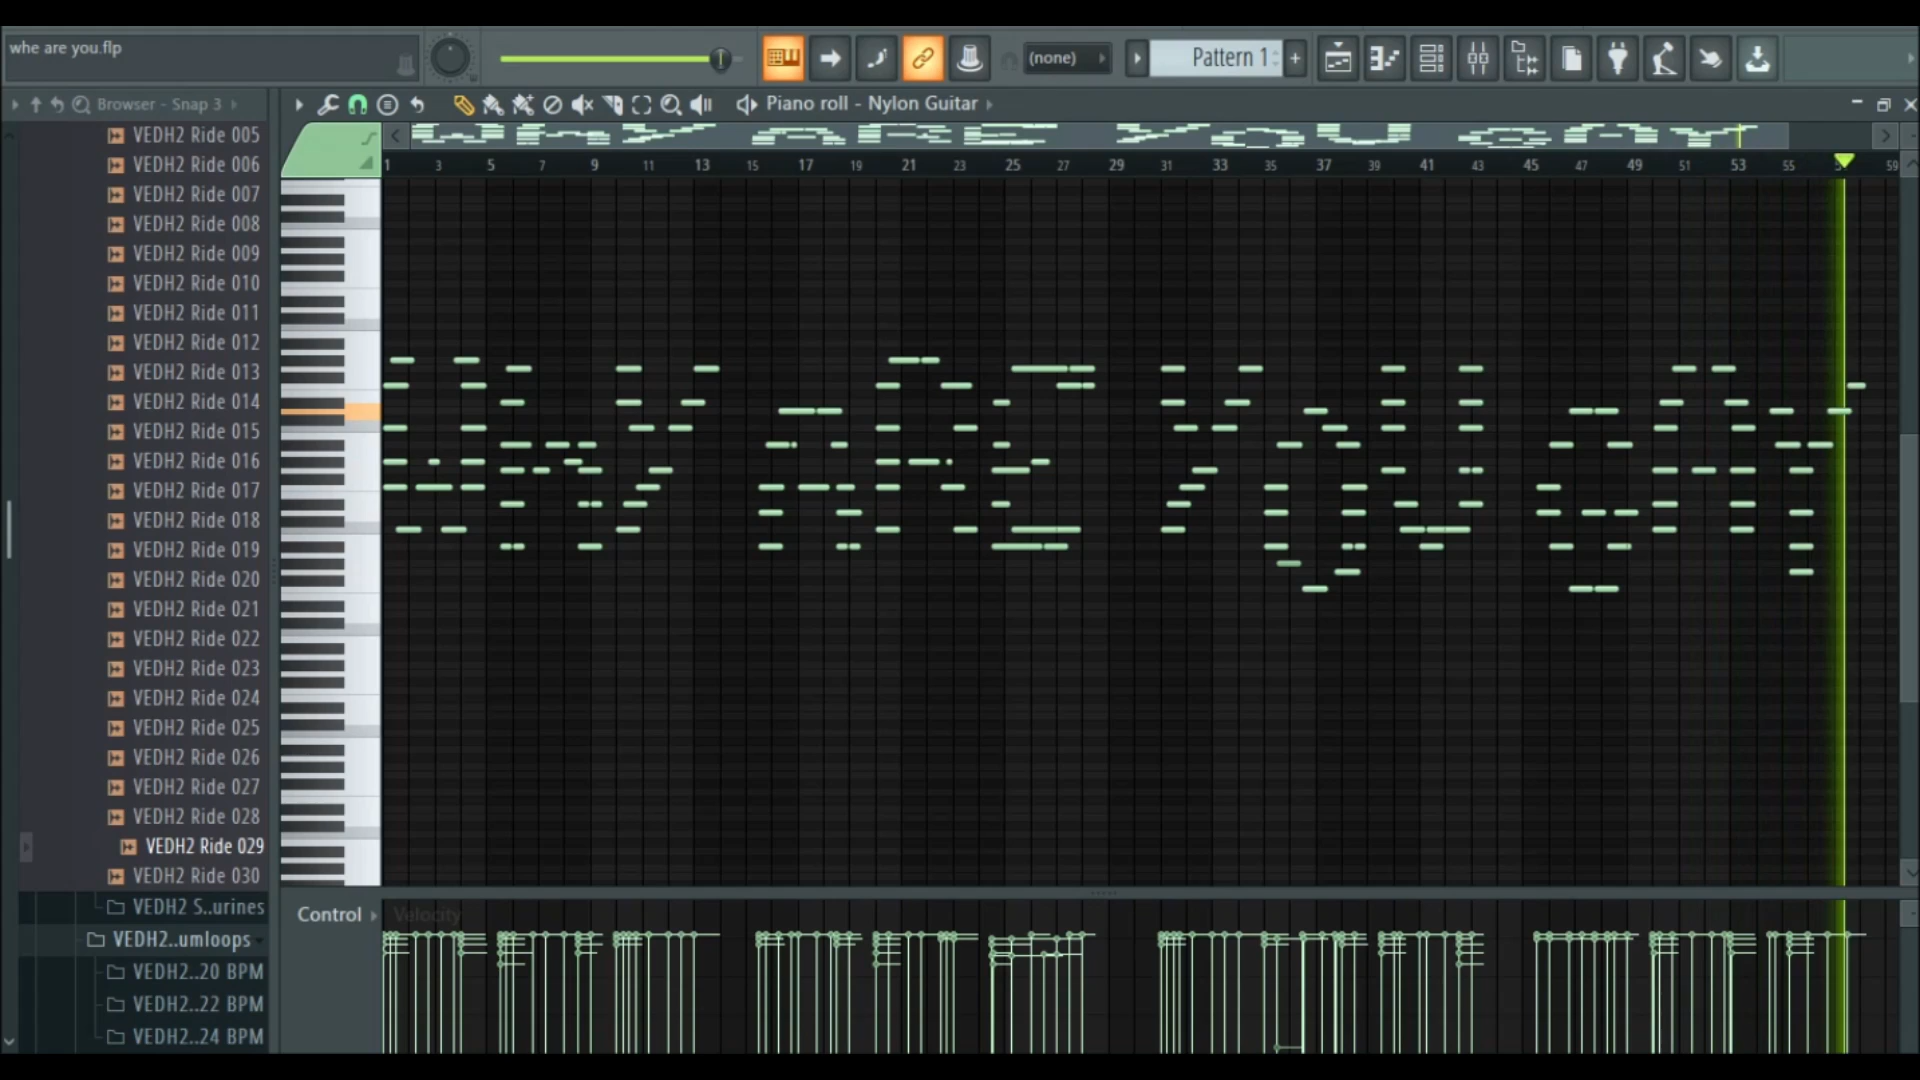 whe are you.flp
(none)
Pattern 1
Browser - Snap 3
Piano roll - Nylon Guitar
1 3 5 7 9 11 13 15 17 19 21 23 25 27 29 31 33 35 37 39 41 43 45 47 49 51 53 55 59
VEDH2 Ride 005
VEDH2 Ride 006
VEDH2 Ride 007
VEDH2 Ride 008
VEDH2 Ride 009
VEDH2 Ride 010
VEDH2 Ride 011
VEDH2 Ride 012
VEDH2 Ride 013
VEDH2 Ride 014
VEDH2 Ride 015
VEDH2 Ride 016
VEDH2 Ride 017
VEDH2 Ride 018
VEDH2 Ride 019
VEDH2 Ride 020
VEDH2 Ride 021
VEDH2 Ride 022
VEDH2 Ride 023
VEDH2 Ride 024
VEDH2 Ride 025
VEDH2 Ride 026
VEDH2 Ride 027
VEDH2 Ride 028
VEDH2 Ride 029
VEDH2 Ride 030
VEDH2 S..urines
VEDH2..umloops
VEDH2..20 BPM
VEDH2..22 BPM
VEDH2..24 BPM
Control
Velocity